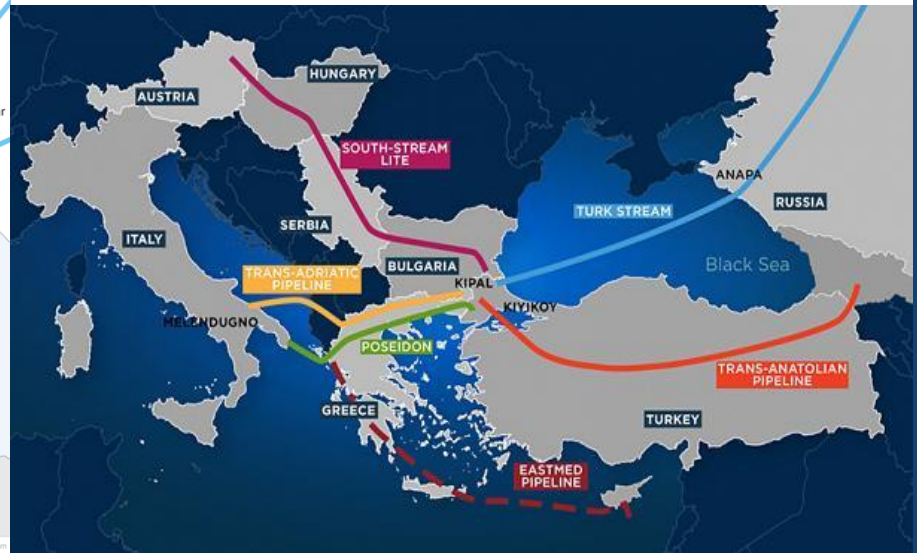 HUNGARY
AUSTRIA
SOUTH-STREAM
LITE
ANAPA
RUSSIA
TURK STREAM
SERBIA
ITALY
BULGARIA
Black Sea
TRANS-ADRIATIC
PIPELINE
KIPAL
KIYIKOY
MELENDUGNO
POSEIDON
TRANS-ANATOLIAN
PIPELINE
GREECE
TURKEY
EASTMED
PIPELINE